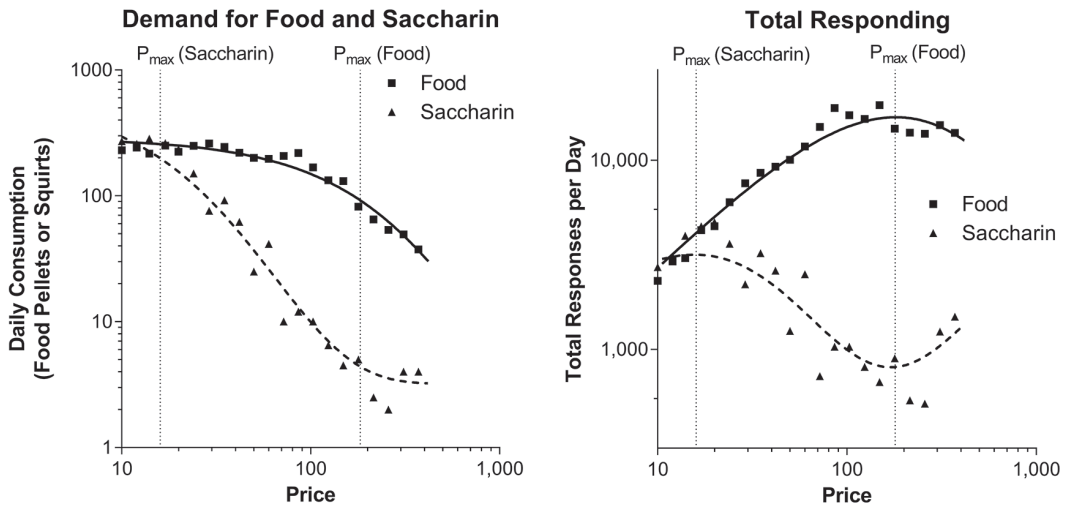 Demand for Food and Saccharin
Pmax (Saccharin)
Pmax (Food)
Food
Saccharin
1000
100
10
1
Daily Consumption
(Food Pellets or Squirts)
10
100
1,000
Price
Total Responding
Pmax (Saccharin)
Pmax (Food)
10,000
1,000
Food
Saccharin
Total Responses per Day
10
100
1,000
Price